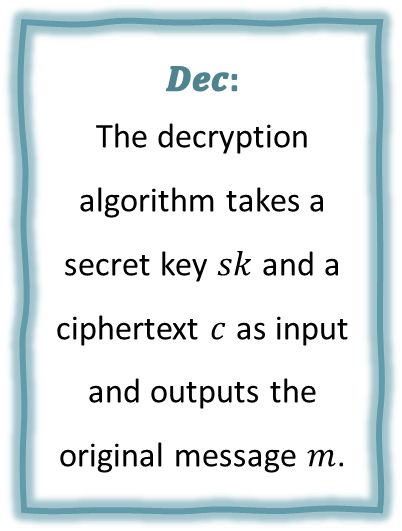 Dec:
The decryption
algorithm takes a
secret key sk and a
ciphertext c as input
and outputs the
original message m.